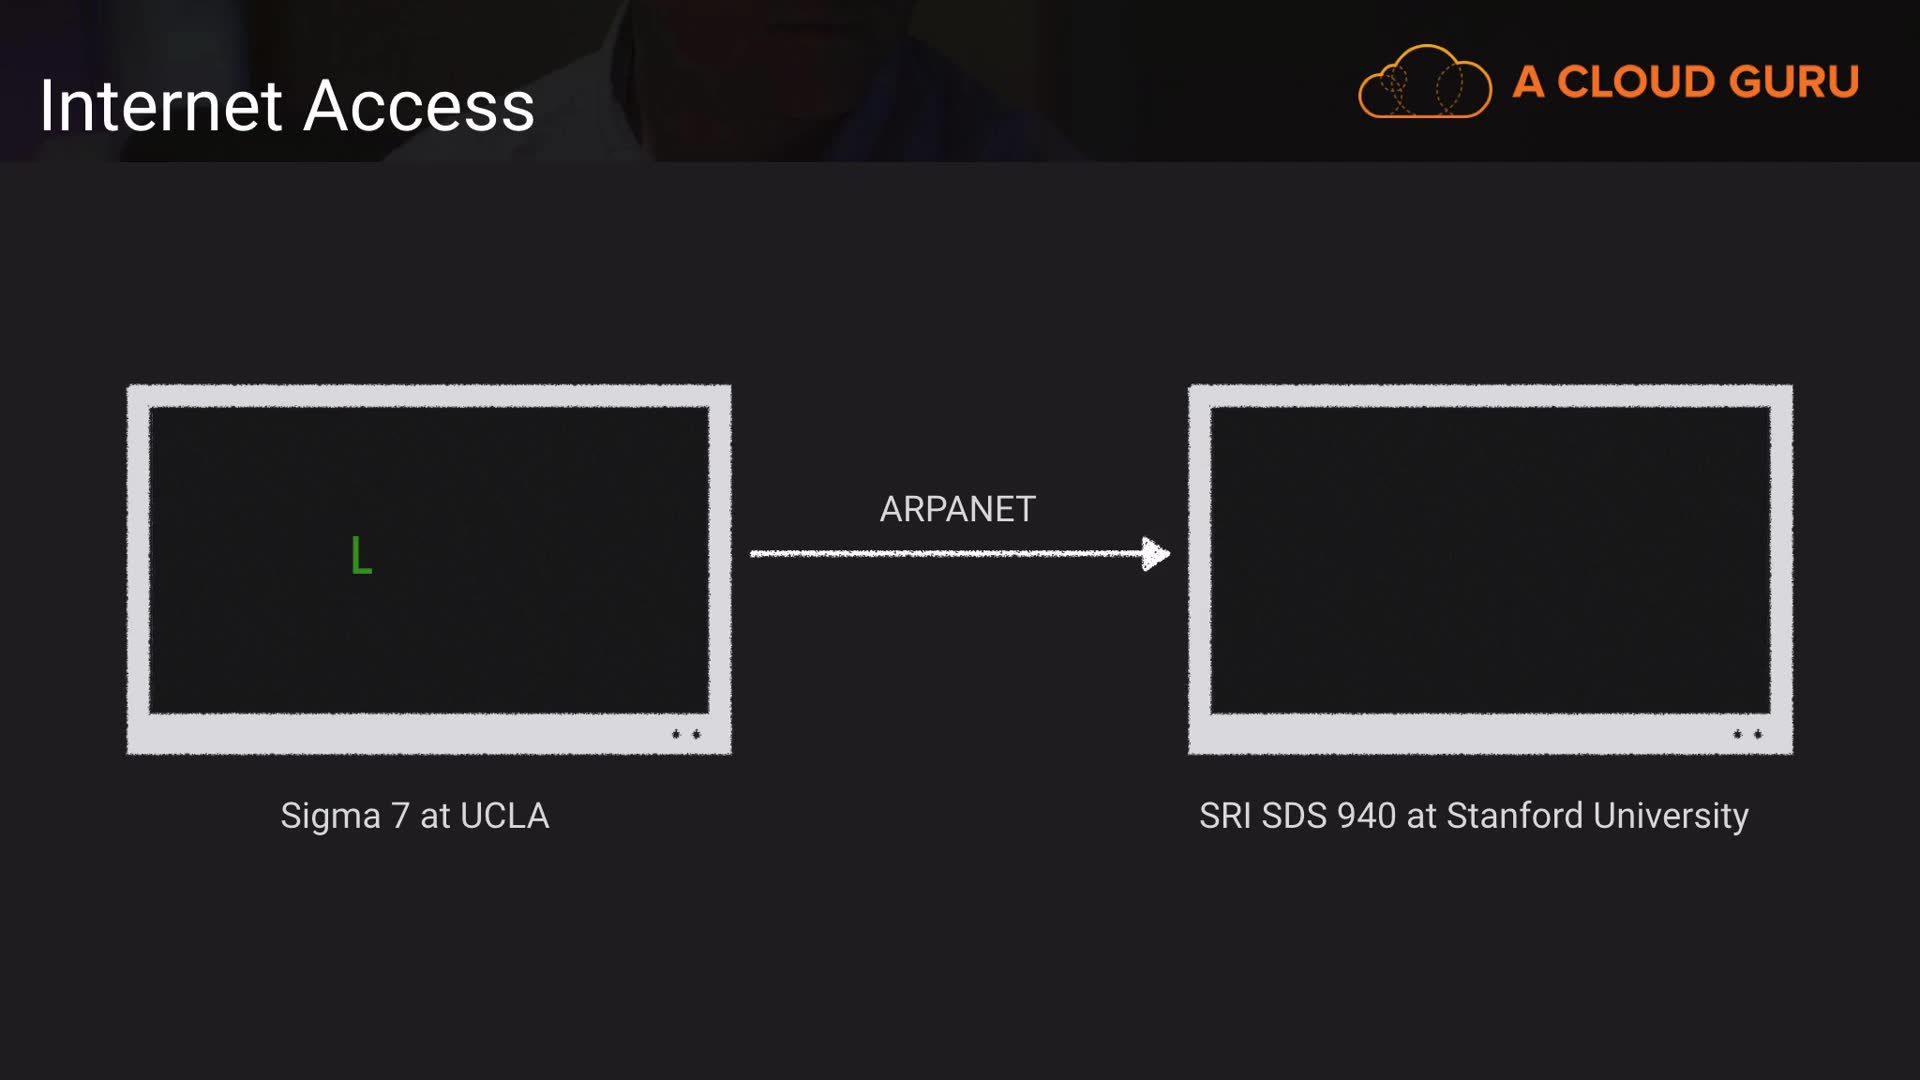 Internet Access
A CLOUD GURU
ARPANET
L
Sigma 7 at UCLA
SRI SDS 940 at Stanford University